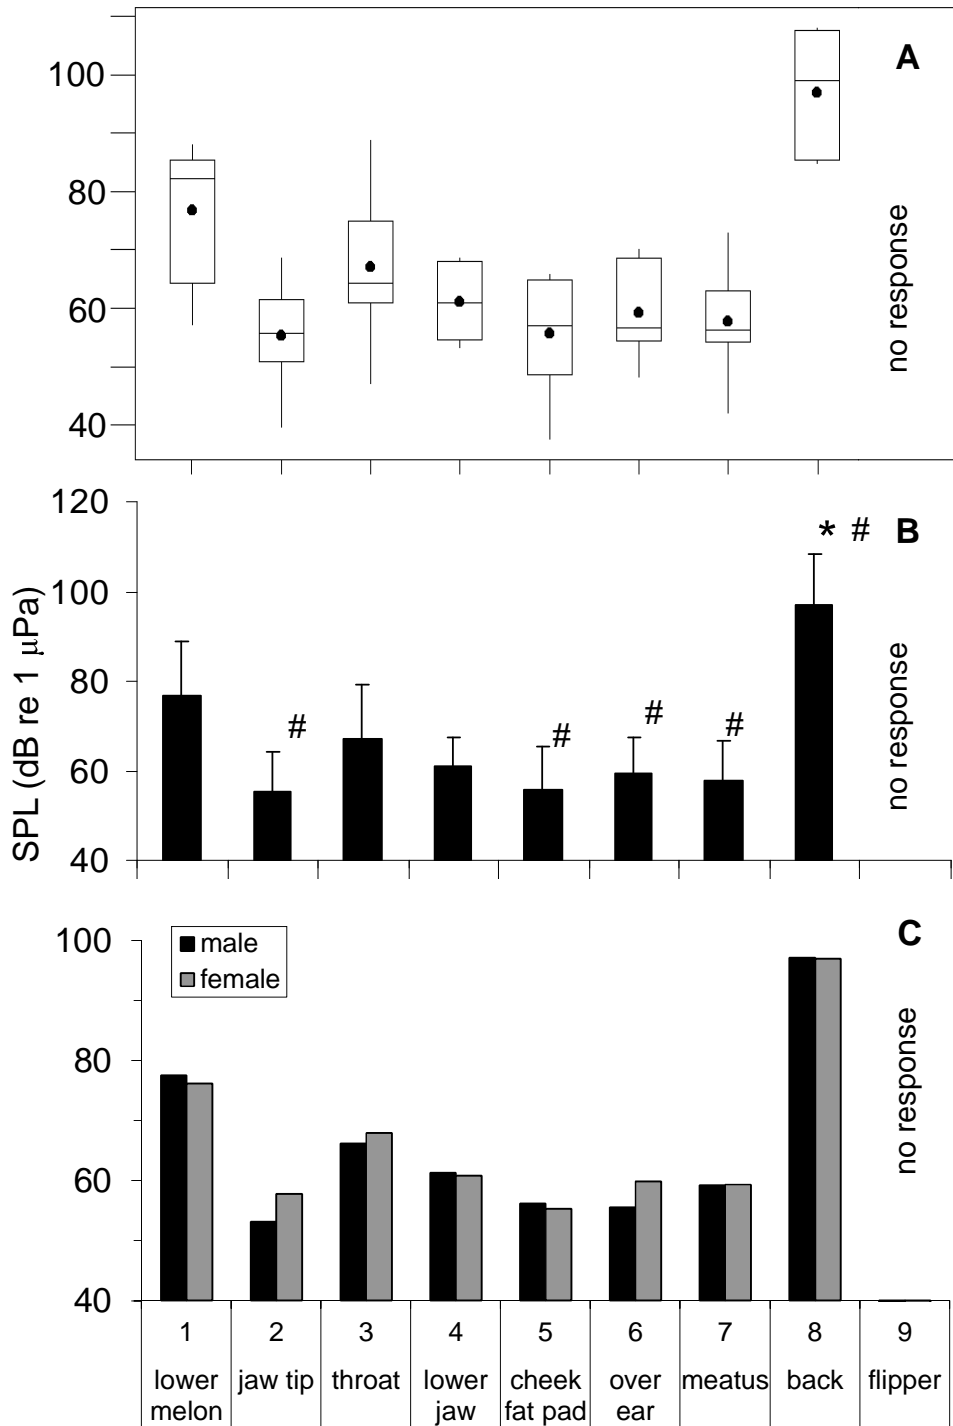 A
100
80
60
40
no response
120
100
80
60
40
SPL (dB re 1 µPa)
B
* #
#
#
#
#
no response
C
male
female
100
80
60
40
no response
1 2 3 4 5 6 7 8 9
lower jaw tip throat lower cheek over meatus back flipper
melon jaw fat pad ear